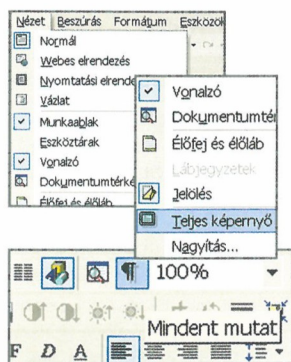 Nézet Beszúrás Formátum Eszközök
Normál
Webes elrendezés
Nyomtatási elrende
Vázlat
Munkaablak
Eszköztárak
Vonalzó
Dokumentumtérké
Élőfej és élőláb
Vonalzó
Dokumentumtér
Élőfej és élőláb
Lábjegyzetek
Jelölés
Teljes képernyő
Nagyítás...
100%
Mindent mutat
F D A